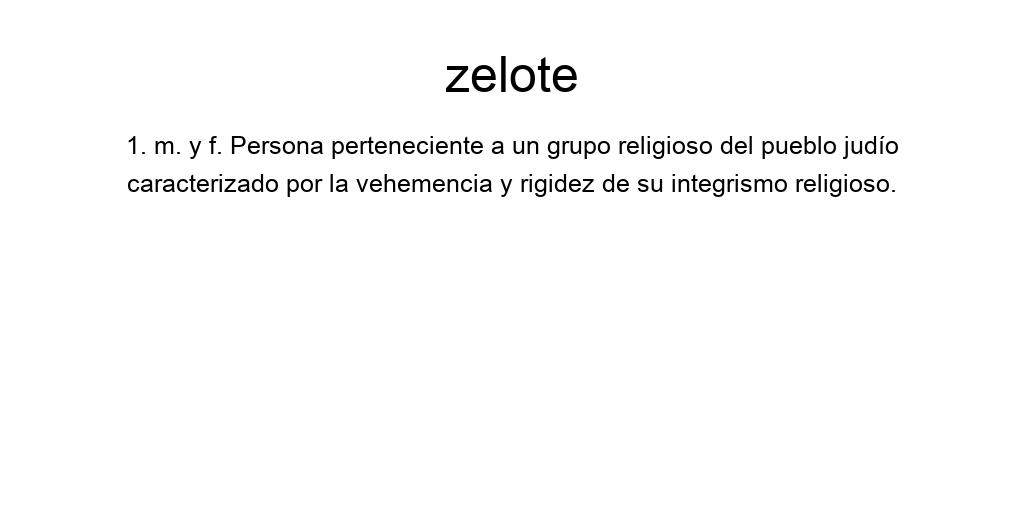 zelote
1. m. y f. Persona perteneciente a un grupo religioso del pueblo judío
caracterizado por la vehemencia y rigidez de su integrismo religioso.